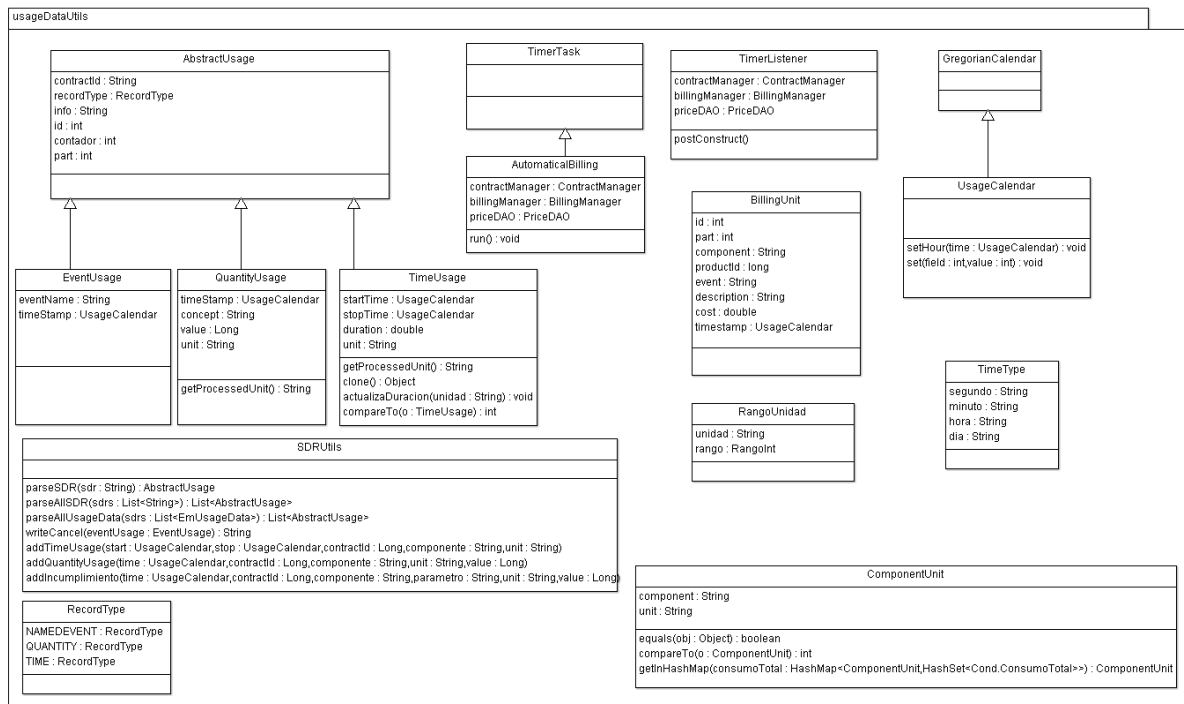 usageDataUtils
AbstractUsage
contractId : String
recordType : RecordType
info : String
id : int
contador : int
part : int
TimerTask
AutomaticalBilling
contractManager : ContractManager
billingManager : BillingManager
priceDAO : PriceDAO
run() : void
TimerListener
contractManager : ContractManager
billingManager : BillingManager
priceDAO : PriceDAO
postConstruct()
GregorianCalendar
UsageCalendar
setHour(time : UsageCalendar) : void
set(field : int,value : int) : void
BillingUnit
id : int
part : int
component : String
productId : long
event : String
description : String
cost : double
timestamp : UsageCalendar
EventUsage
eventName : String
timeStamp : UsageCalendar
QuantityUsage
timeStamp : UsageCalendar
concept : String
value : Long
unit : String
getProcessedUnit() : String
TimeUsage
startTime : UsageCalendar
stopTime : UsageCalendar
duration : double
unit : String
getProcessedUnit() : String
clone() : Object
actualizaDuracion(unidad : String) : void
compareTo(o : TimeUsage) : int
TimeType
segundo : String
minuto : String
hora : String
dia : String
RangoUnidad
unidad : String
rango : RangoInt
SDRUtils
parseSDR(sdr : String) : AbstractUsage
parseAllSDR(sdrs : List<String>) : List<AbstractUsage>
parseAllUsageData(sdrs : List<EmUsageData>) : List<AbstractUsage>
writeCancel(eventUsage : EventUsage) : String
addTimeUsage(start : UsageCalendar,stop : UsageCalendar,contractId : Long,componente : String,unit : String)
addQuantityUsage(time : UsageCalendar,contractId : Long,componente : String,unit : String,value : Long)
addIncumplimiento(time : UsageCalendar,contractId : Long,componente : String,parametro : String,unit : String,value : Long)
RecordType
NAMEDEVENT : RecordType
QUANTITY : RecordType
TIME : RecordType
ComponentUnit
component : String
unit : String
equals(obj : Object) : boolean
compareTo(o : ComponentUnit) : int
getInHashMap(consumoTotal : HashMap<ComponentUnit,HashSet<Cond.ConsumoTotal>>) : ComponentUnit